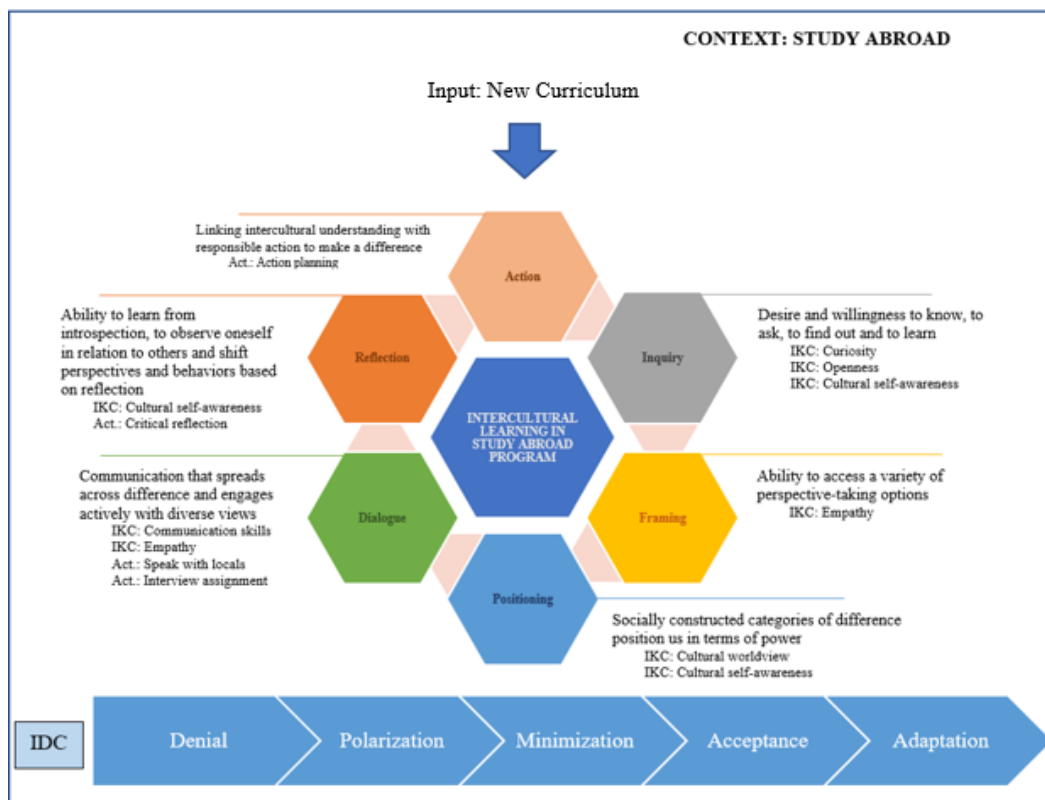 CONTEXT: STUDY ABROAD
Input: New Curriculum
Linking intercultural understanding with
responsible action to make a difference
Act.: Action planning
Action
Ability to learn from
introspection, to observe oneself
in relation to others and shift
perspectives and behaviors based
on reflection
IKC: Cultural self-awareness
Act.: Critical reflection
Reflection
Inquiry
Desire and willingness to know, to
ask, to find out and to learn
IKC: Curiosity
IKC: Openness
IKC: Cultural self-awareness
INTERCULTURAL
LEARNING IN
STUDY ABROAD
PROGRAM
Communication that spreads
across difference and engages
actively with diverse views
IKC: Communication skills
IKC: Empathy
Act.: Speak with locals
Act.: Interview assignment
Dialogue
Framing
Ability to access a variety of
perspective-taking options
IKC: Empathy
Positioning
Socially constructed categories of difference
position us in terms of power
IKC: Cultural worldview
IKC: Cultural self-awareness
IDC
Denial
Polarization
Minimization
Acceptance
Adaptation